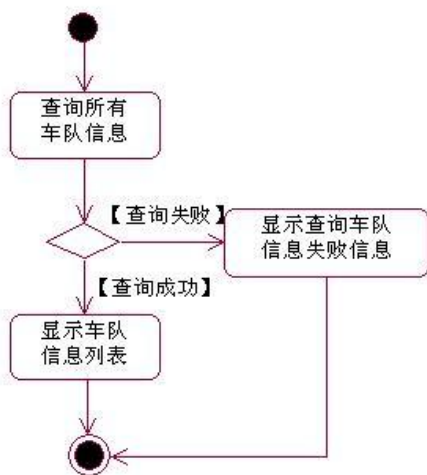 查询所有
车队信息
【查询失败】
显示查询车队
信息失败信息
【查询成功】
显示车队
信息列表